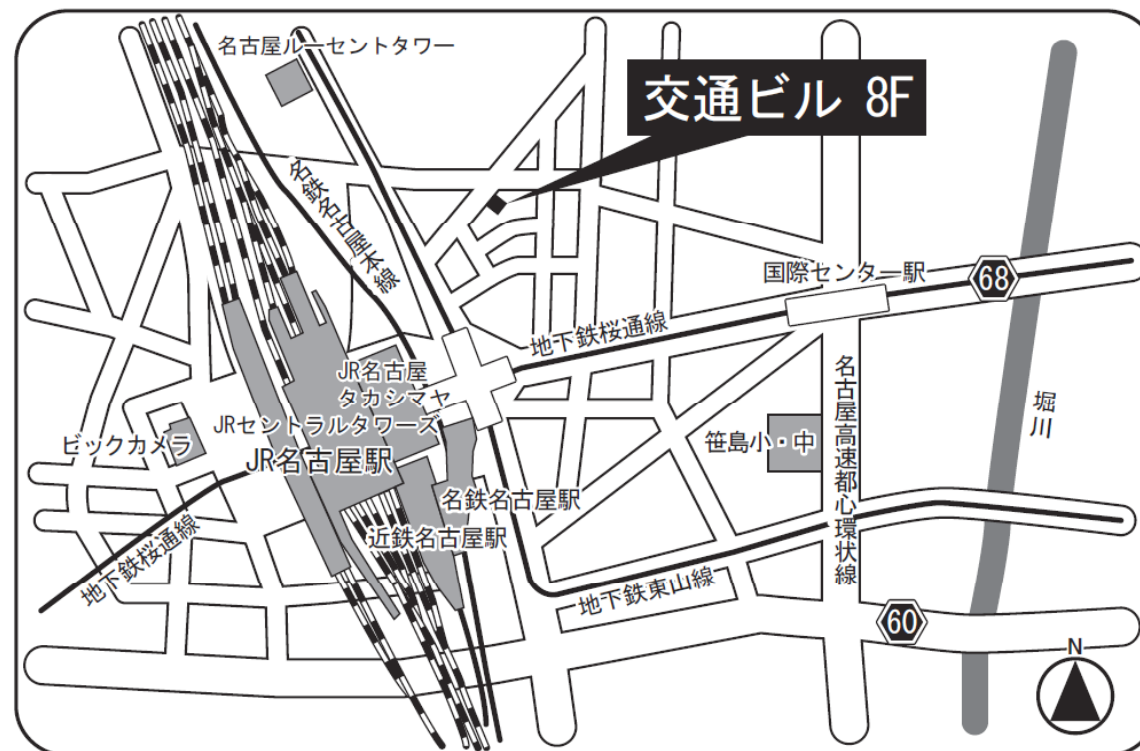 名古屋ルーセントタワー
交通ビル 8F
名鉄名古屋本線
国際センター駅
68
地下鉄桜通線
JR名古屋
タカシマヤ
JRセントラルタワーズ
ビックカメラ
JR名古屋駅
名古屋高速都心環状線
堀川
笹島小・中
名鉄名古屋駅
近鉄名古屋駅
地下鉄桜通線
地下鉄東山線
60
N